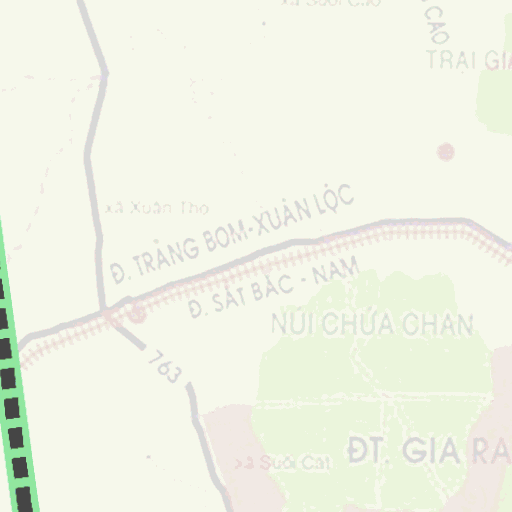 xã Suối Cao
CAO
TRẠI GIA
xã Xuân Thọ
Đ. TRẢNG BOM-XUÂN LỘC
Đ. SẮT BẮC - NAM
NÚI CHỨA CHAN
763
ĐT. GIA RA
xã Suối Cát